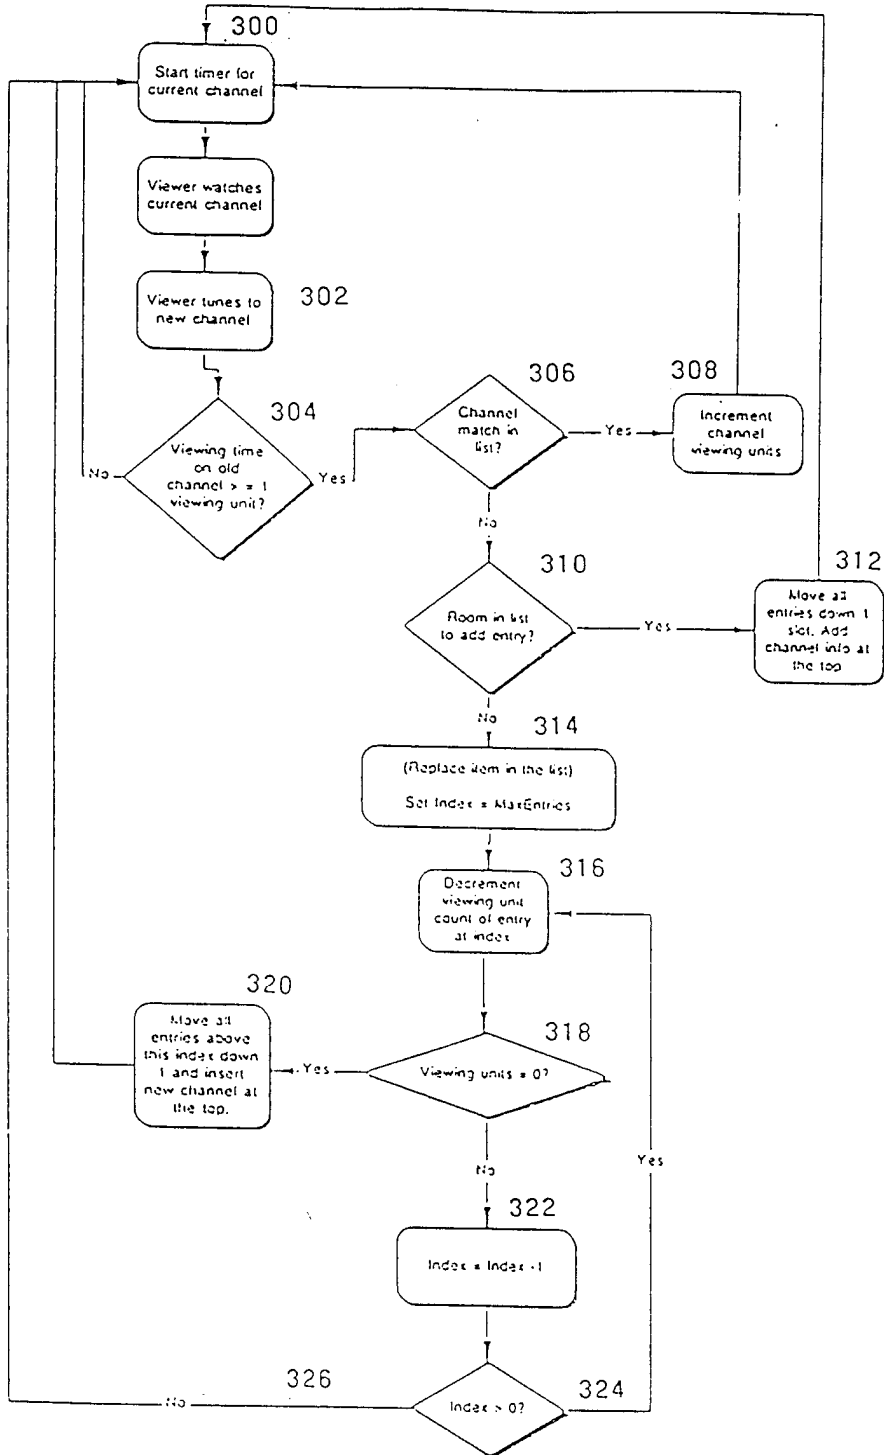 300
Start timer for
current channel
Viewer watches
current channel
Viewer tunes to
new channel
302
304
Viewing time
on old
channel > = 1
viewing unit?
No
Yes
306
Channel
match in
list?
Yes
308
Increment
channel
viewing units
No
310
Room in list
to add entry?
Yes
312
Move all
entries down 1
slot. Add
channel info at
the top
No
314
(Replace item in the list)
Set Index = MaxEntries
316
Decrement
viewing unit
count of entry
at index
318
Viewing units = 0?
Yes
320
Move all
entries above
this index down
1 and insert
new channel at
the top.
No
Yes
322
Index = Index -1
324
Index > 0?
326
No